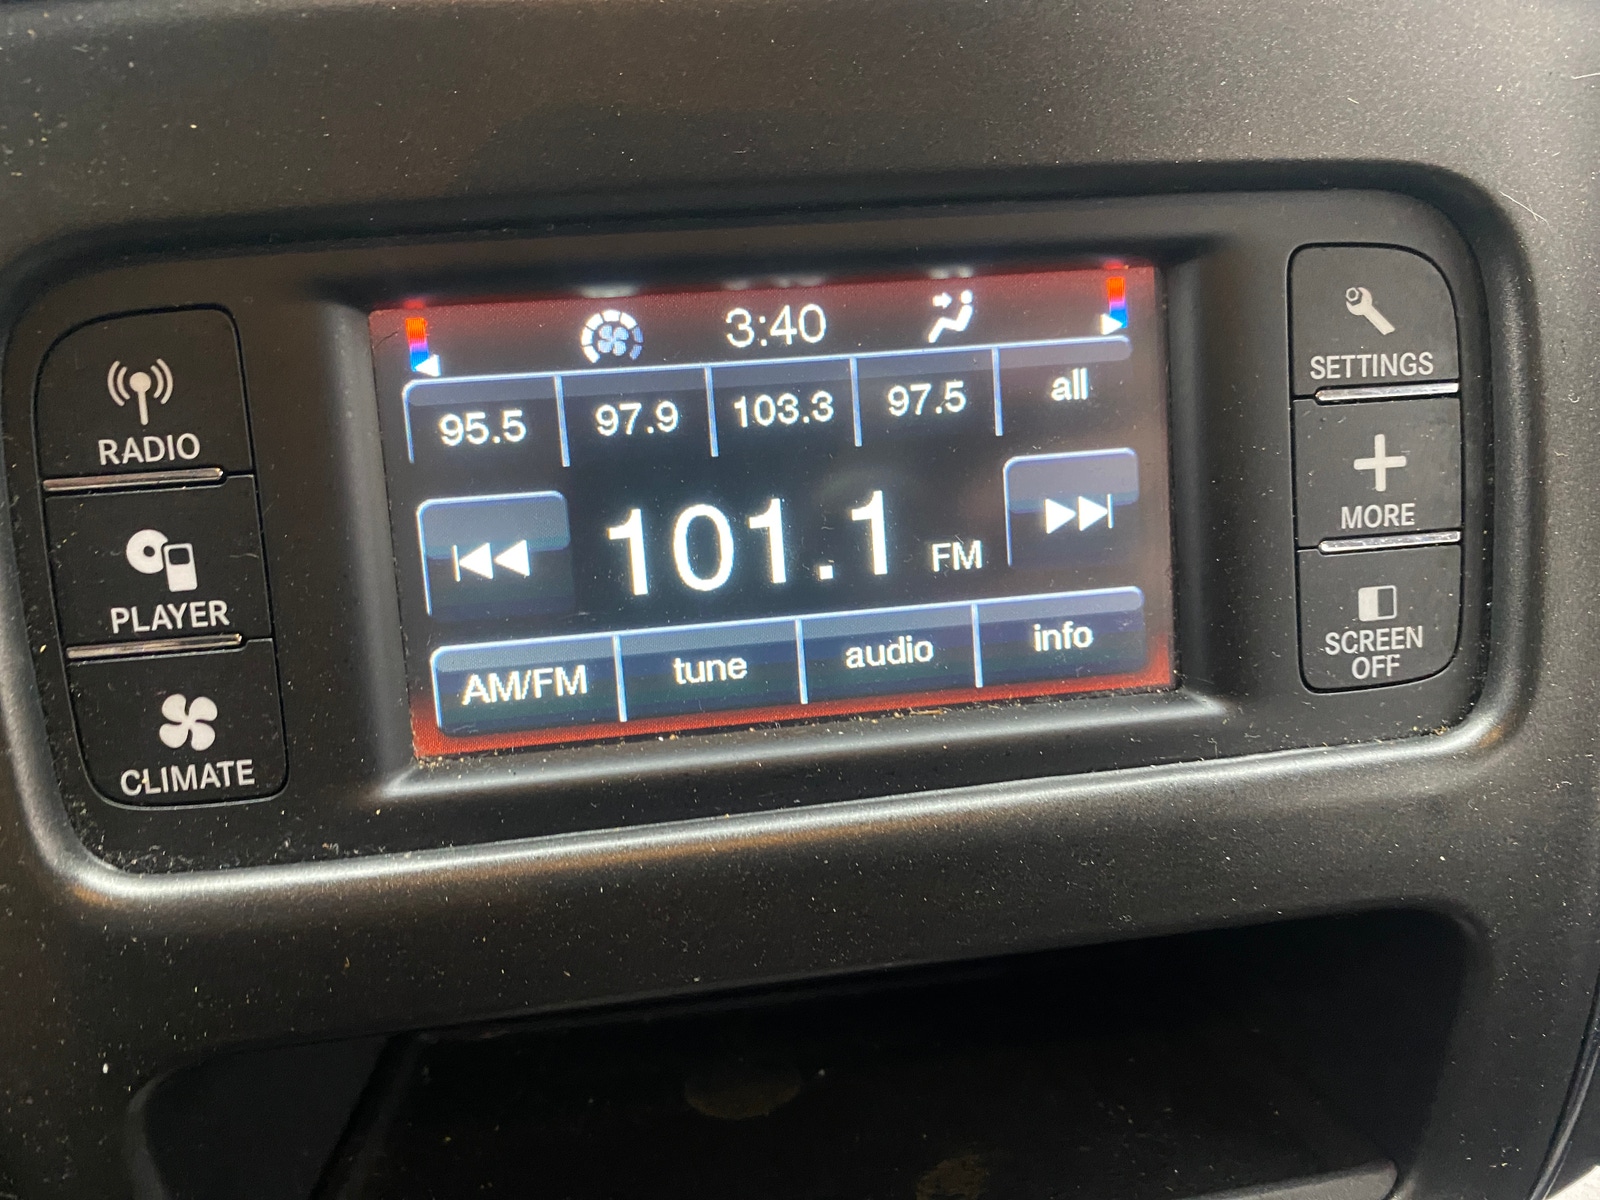 3:40
95.5 97.9 103.3 97.5 all
101.1 FM
AM/FM tune audio info
RADIO
PLAYER
CLIMATE
SETTINGS
MORE
SCREEN
OFF